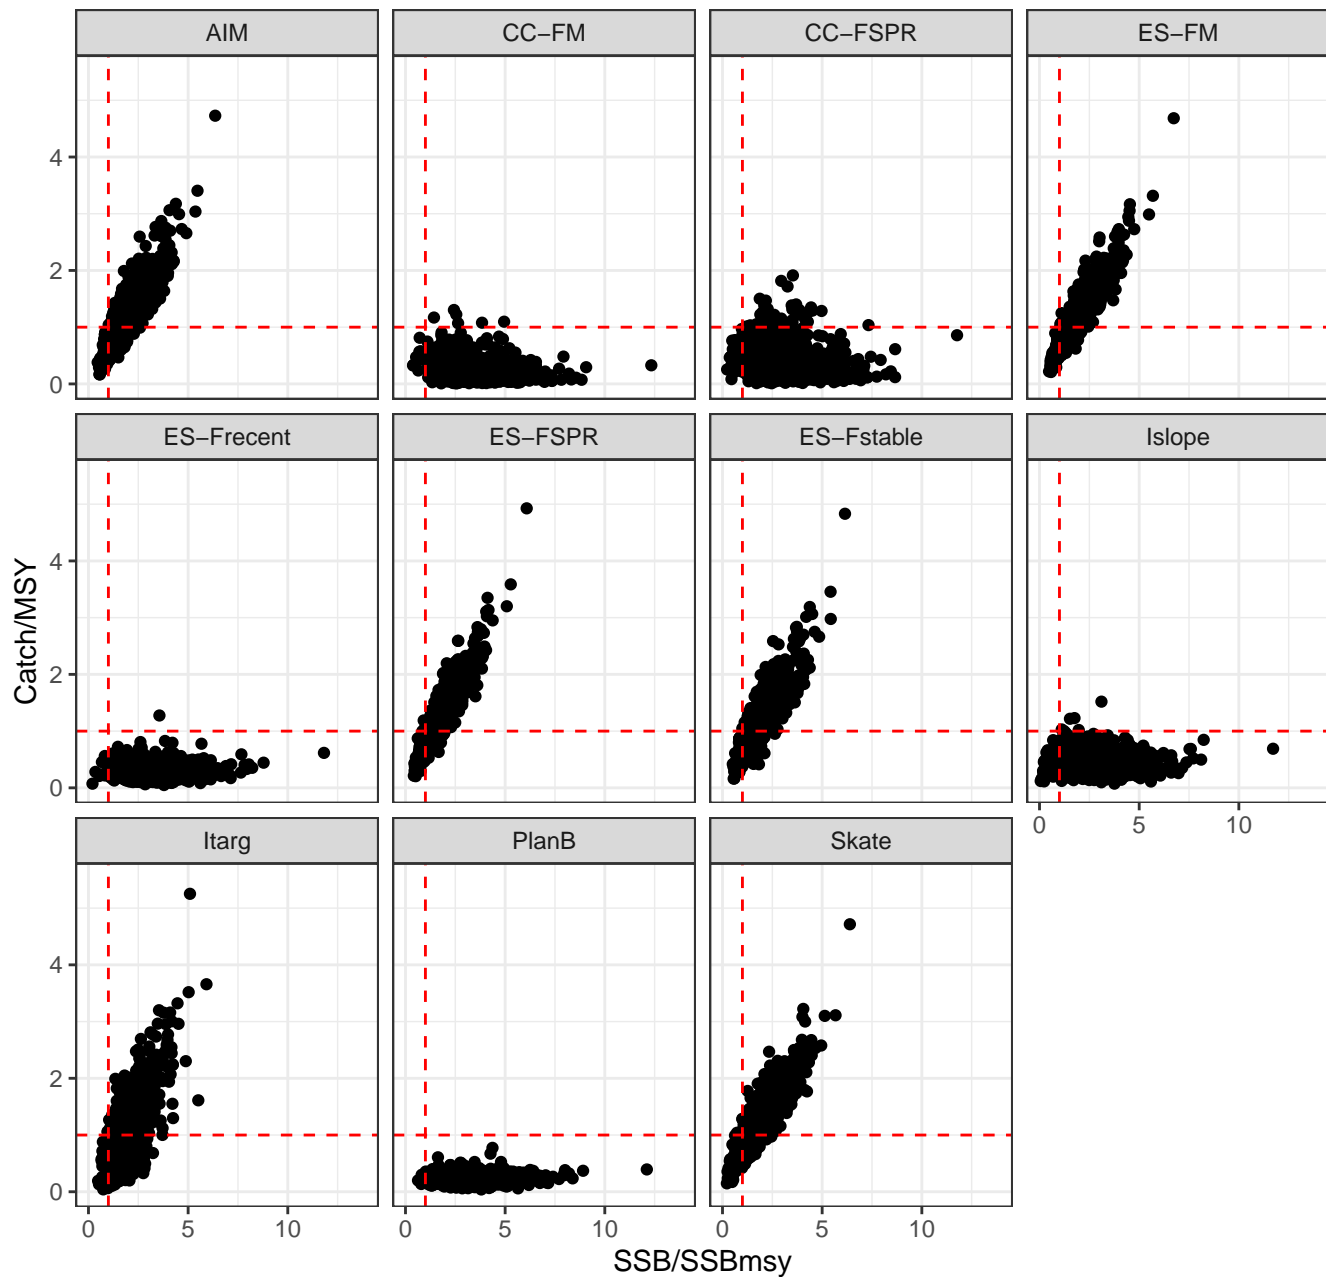 AIM CC−FM CC−FSPR ES−FM
4
2
0
ES−Frecent ES−FSPR ES−Fstable Islope
4
2
0
0 5 10
Itarg PlanB Skate
4
2
0
0 5 10 0 5 10 0 5 10
Catch/MSY
SSB/SSBmsy